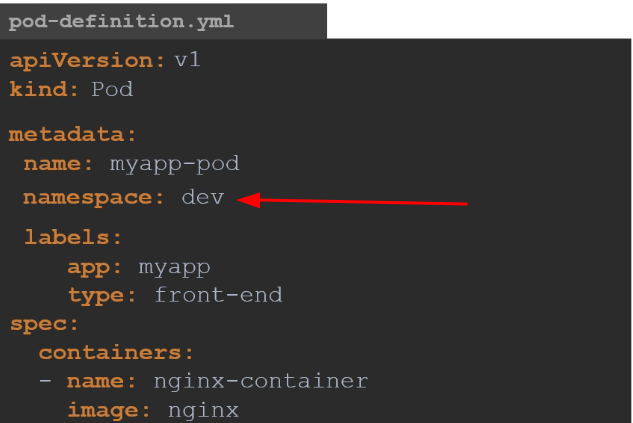 pod-definition.yml
apiVersion: v1
kind: Pod
metadata:
name: myapp-pod
namespace: dev
labels:
app: myapp
type: front-end
spec:
containers:
- name: nginx-container
image: nginx